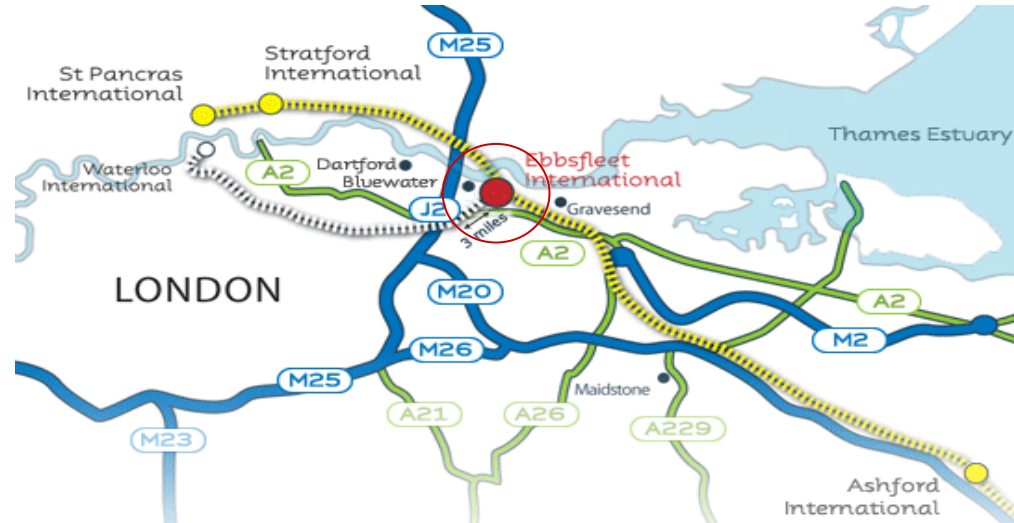 M25
Stratford
International
St Pancras
International
Thames Estuary
Waterloo
International
A2
Dartford
Bluewater
Ebbsfleet
International
J2
Gravesend
3 miles
A2
LONDON
M20
A2
M2
M26
M25
Maidstone
A21
A26
A229
M23
Ashford
International